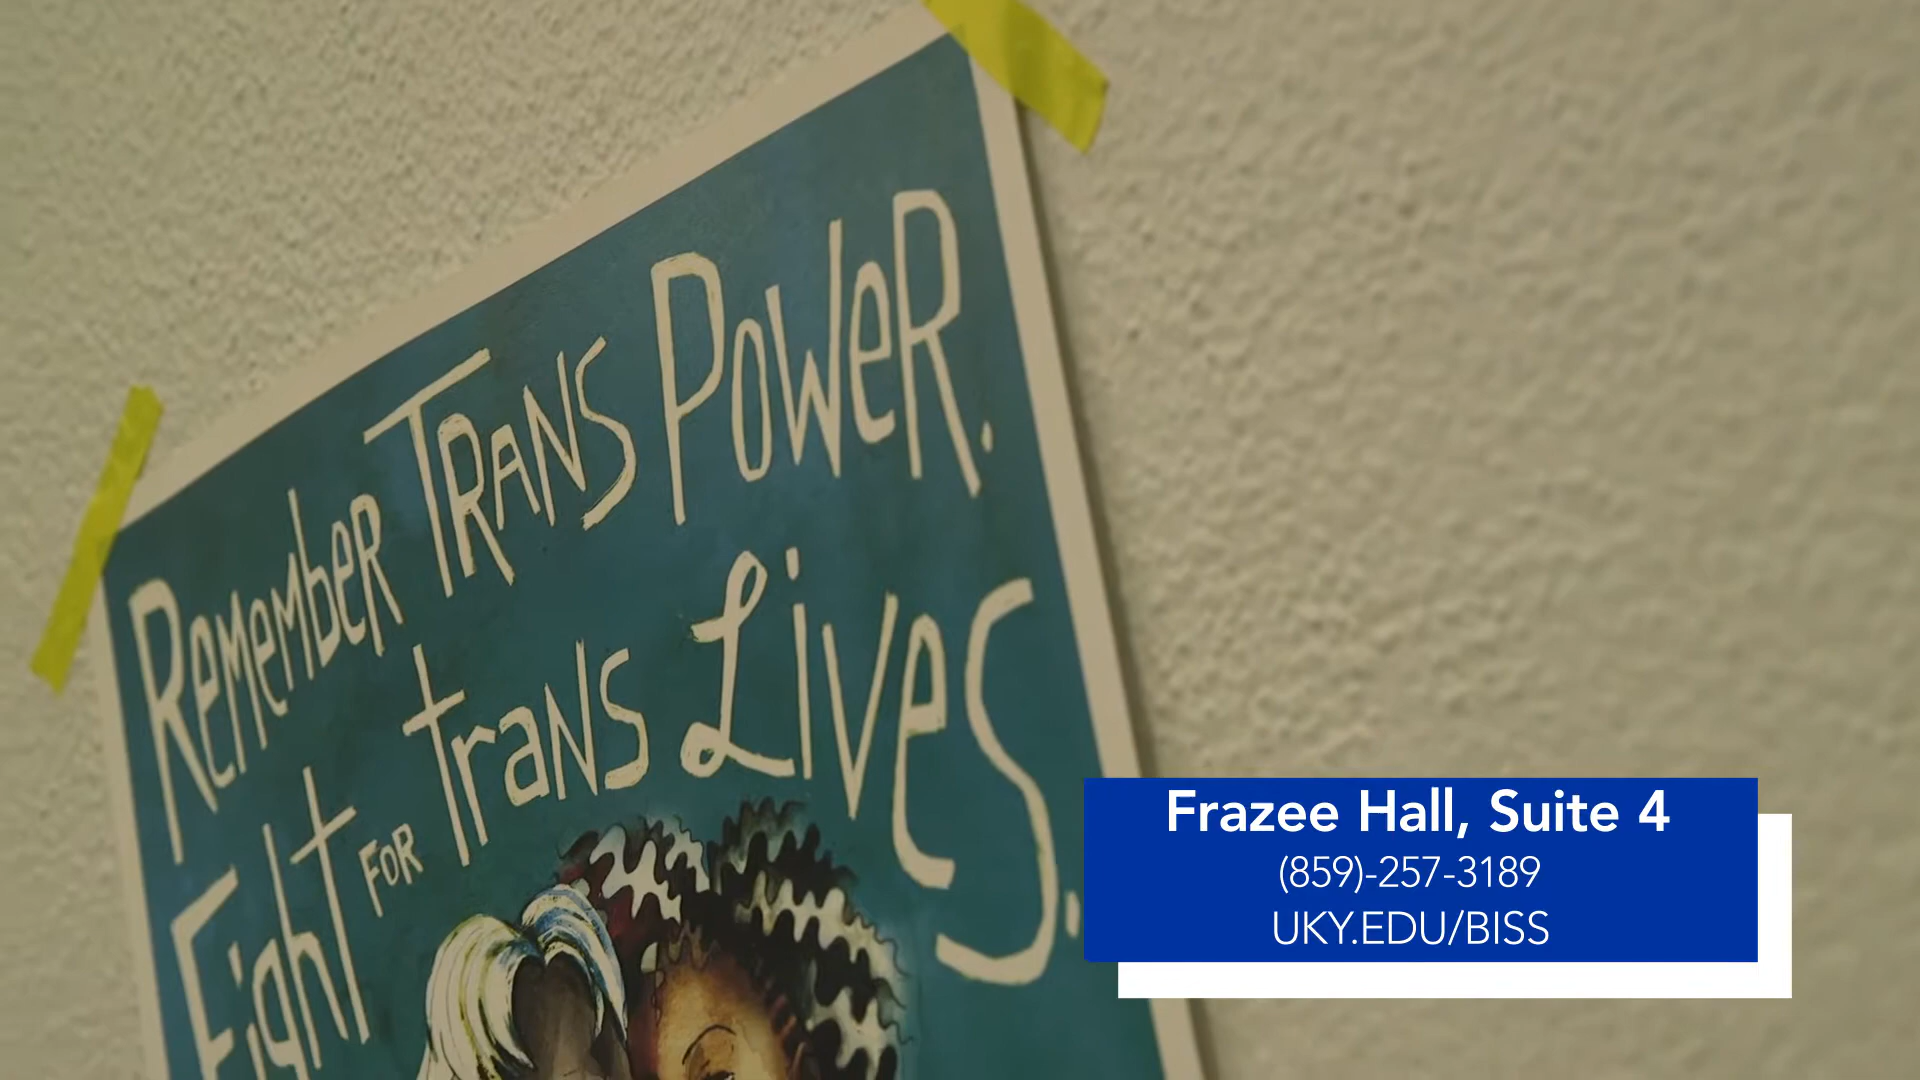 Remember Trans Power.
Fight for trans Lives.
Frazee Hall, Suite 4
(859)-257-3189
UKY.EDU/BISS